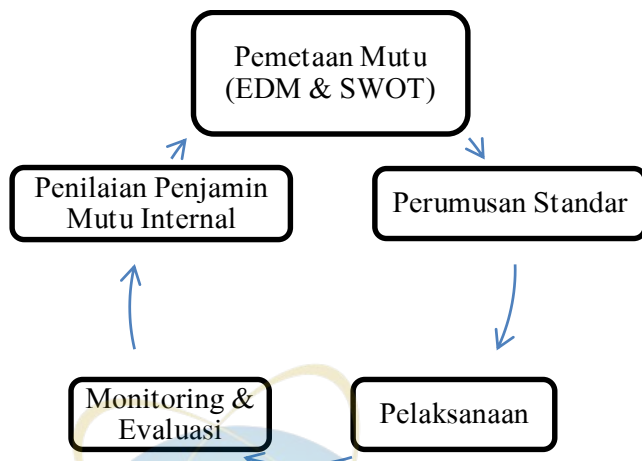 Pemetaan Mutu
(EDM & SWOT)
Perumusan Standar
Pelaksanaan
Monitoring &
Evaluasi
Penilaian Penjamin
Mutu Internal